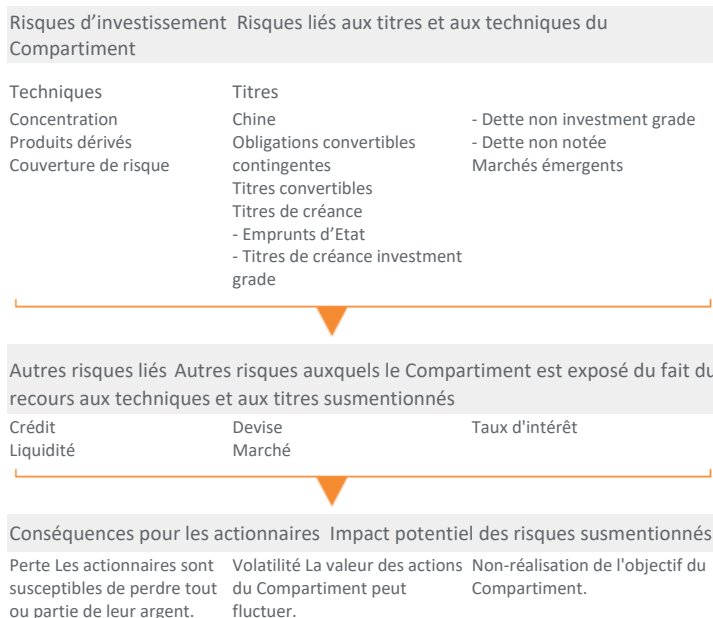 Risques d’investissement Risques liés aux titres et aux techniques du
Compartiment
Techniques
Concentration
Produits dérivés
Couverture de risque
Titres
Chine
Obligations convertibles
contingentes
Titres convertibles
Titres de créance
- Emprunts d’Etat
- Titres de créance investment
grade
- Dette non investment grade
- Dette non notée
Marchés émergents
Autres risques liés Autres risques auxquels le Compartiment est exposé du fait du
recours aux techniques et aux titres susmentionnés
Crédit
Liquidité
Devise
Marché
Taux d'intérêt
Conséquences pour les actionnaires Impact potentiel des risques susmentionnés
Perte Les actionnaires sont
susceptibles de perdre tout
ou partie de leur argent.
Volatilité La valeur des actions
du Compartiment peut
fluctuer.
Non-réalisation de l'objectif du
Compartiment.